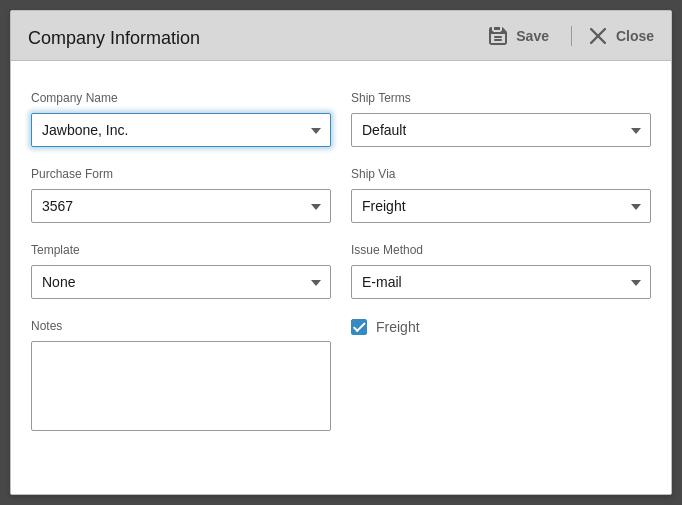 Company Information
Save
Close
Company Name
Ship Terms
Jawbone, Inc.
Default
Purchase Form
Ship Via
3567
Freight
Template
Issue Method
None
E-mail
Notes
Freight